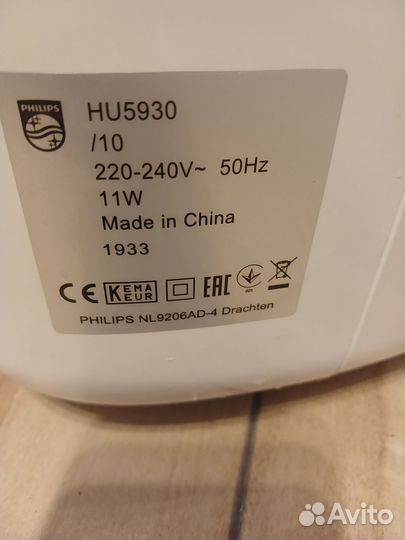 PHILIPS
HU5930
/10
220-240V~ 50Hz
11W
Made in China
1933
CE KEMA KEUR EAC
PHILIPS NL9206AD-4 Drachten
Avito